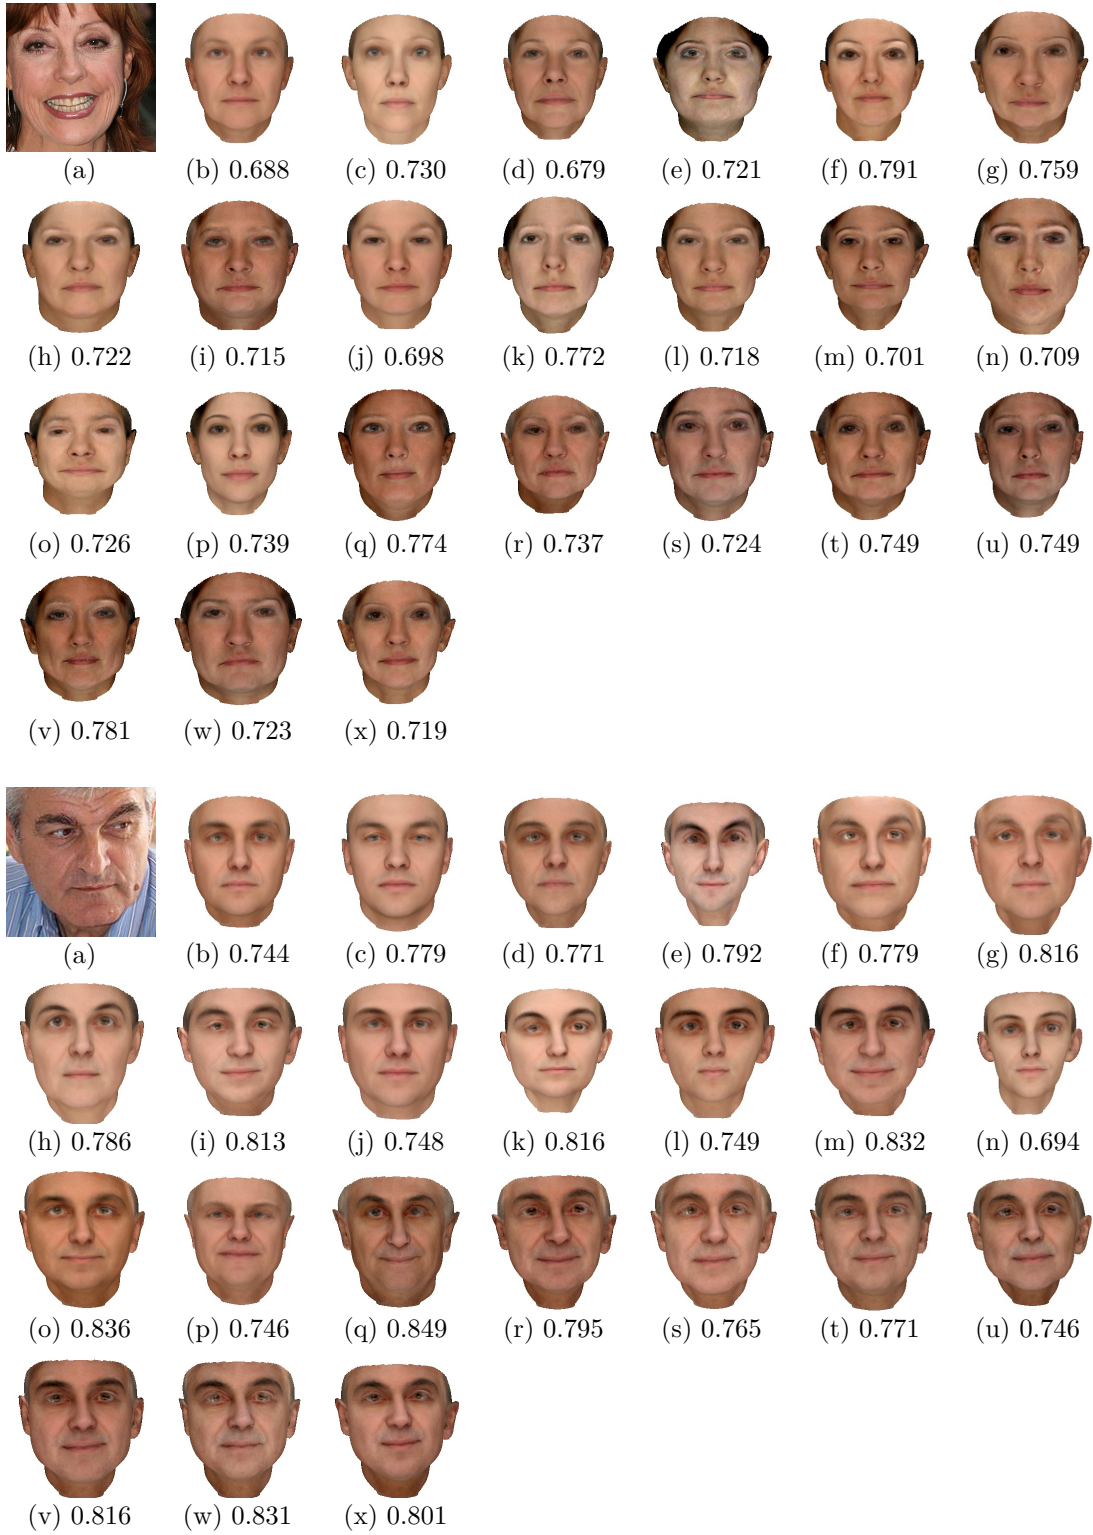 (a) (b) 0.688 (c) 0.730 (d) 0.679 (e) 0.721 (f) 0.791 (g) 0.759
(h) 0.722 (i) 0.715 (j) 0.698 (k) 0.772 (l) 0.718 (m) 0.701 (n) 0.709
(o) 0.726 (p) 0.739 (q) 0.774 (r) 0.737 (s) 0.724 (t) 0.749 (u) 0.749
(v) 0.781 (w) 0.723 (x) 0.719
(a) (b) 0.744 (c) 0.779 (d) 0.771 (e) 0.792 (f) 0.779 (g) 0.816
(h) 0.786 (i) 0.813 (j) 0.748 (k) 0.816 (l) 0.749 (m) 0.832 (n) 0.694
(o) 0.836 (p) 0.746 (q) 0.849 (r) 0.795 (s) 0.765 (t) 0.771 (u) 0.746
(v) 0.816 (w) 0.831 (x) 0.801